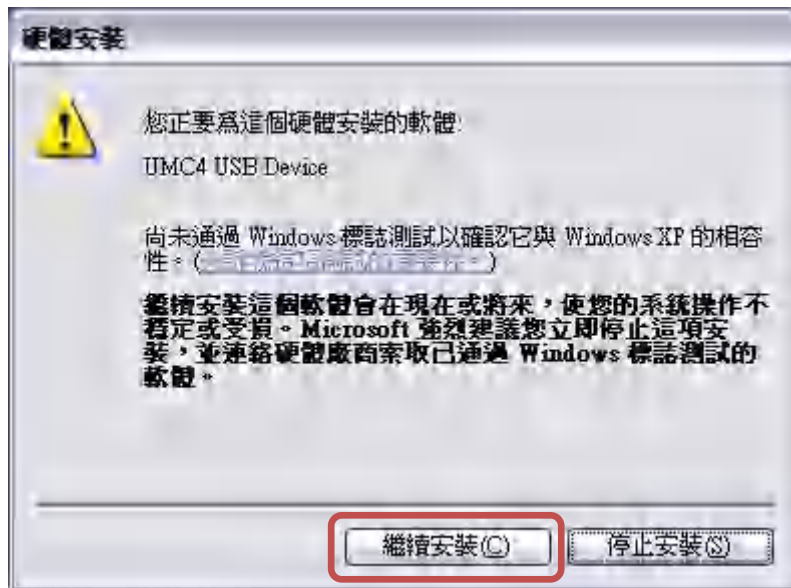 硬體安裝
您正要為這個硬體安裝的軟體:
UMC4 USB Device
尚未通過 Windows 標誌測試以確認它與 Windows XP 的相容
性。(
)
繼續安裝這個軟體會在現在或將來，使您的系統操作不
穩定或受損。Microsoft 強烈建議您立即停止這項安
裝，並連絡硬體廠商索取已通過 Windows 標誌測試的
軟體。
繼續安裝(C)
停止安裝(S)